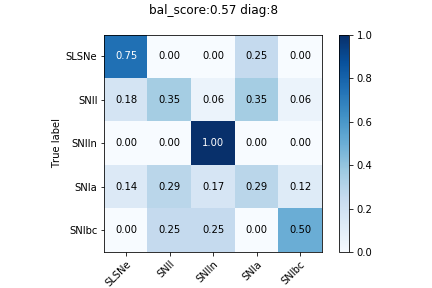 bal_score:0.57 diag:8
True label
SLSNe 0.75 0.00 0.00 0.25 0.00
SNII 0.18 0.35 0.06 0.35 0.06
SNIIn 0.00 0.00 1.00 0.00 0.00
SNIa 0.14 0.29 0.17 0.29 0.12
SNIbc 0.00 0.25 0.25 0.00 0.50
SLSNe SNII SNIIn SNIa SNIbc
1.0
0.8
0.6
0.4
0.2
0.0